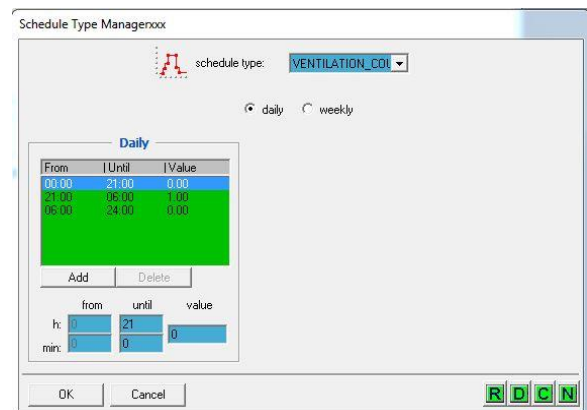 Schedule Type Managerxxx
schedule type: VENTILATION_COU
daily weekly
Daily
From | Until | Value
00:00 21:00 0.00
21:00 06:00 1.00
06:00 24:00 0.00
Add Delete
from until value
h: 0 21
0
min: 0 0
OK Cancel R D C N